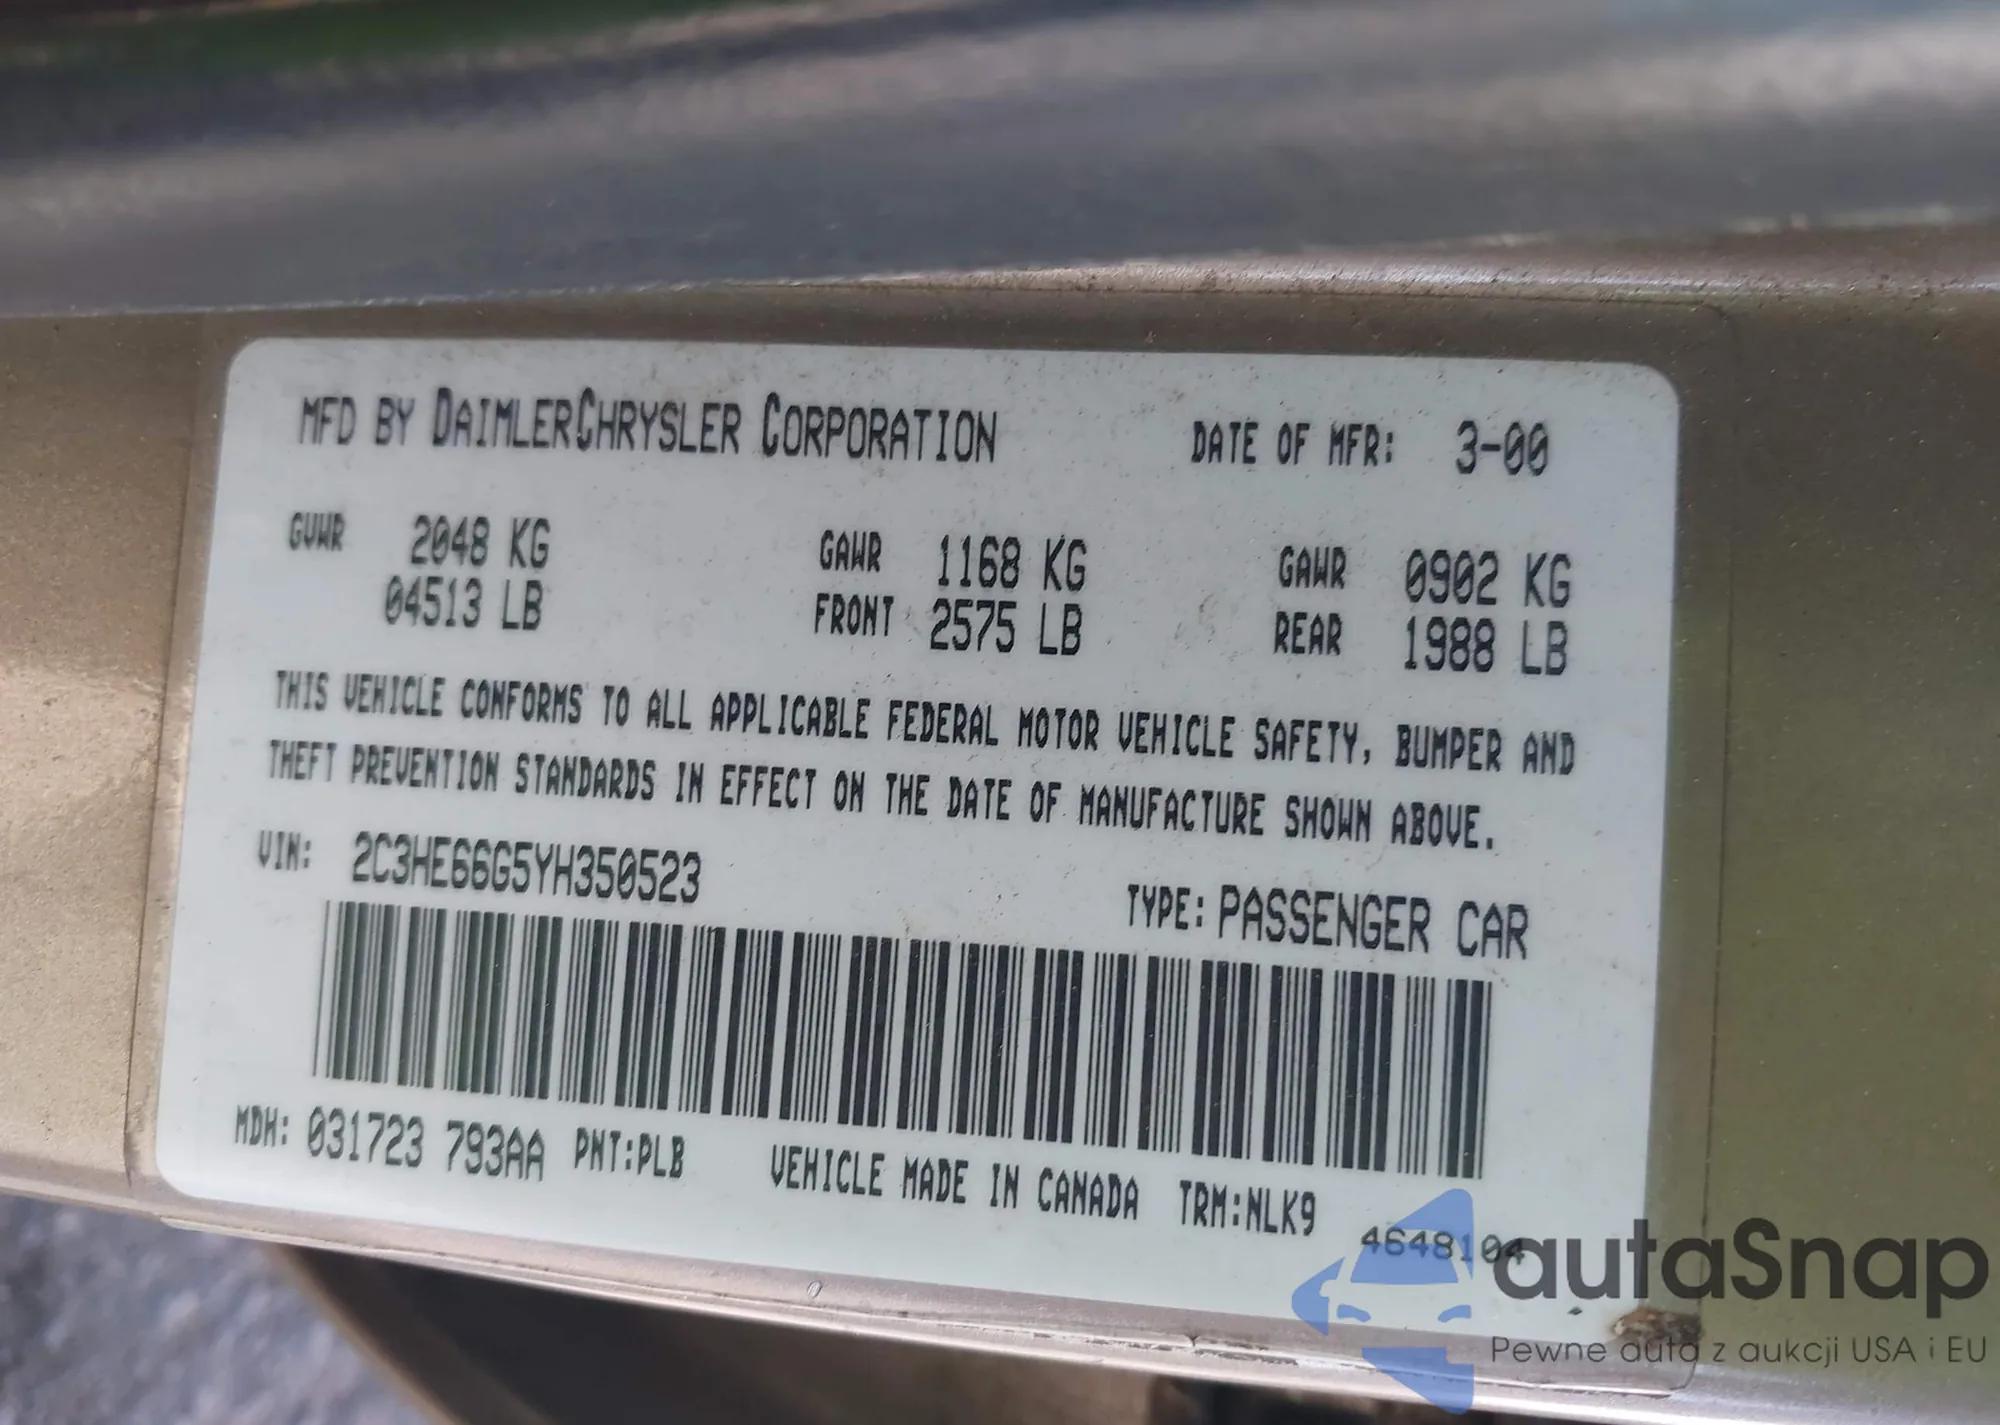 MFD BY DAIMLERCHRYSLER CORPORATION DATE OF MFR: 3-00
GVWR 2048 KG GAWR 1168 KG GAWR 0902 KG
04513 LB FRONT 2575 LB REAR 1988 LB
THIS VEHICLE CONFORMS TO ALL APPLICABLE FEDERAL MOTOR VEHICLE SAFETY, BUMPER AND
THEFT PREVENTION STANDARDS IN EFFECT ON THE DATE OF MANUFACTURE SHOWN ABOVE.
VIN: 2C3HE66G5YH350523 TYPE: PASSENGER CAR
MDH: 031723 793AA PNT:PLB VEHICLE MADE IN CANADA TRM:NLK9
4648104
autaSnap
Pewne auta z aukcji USA i EU